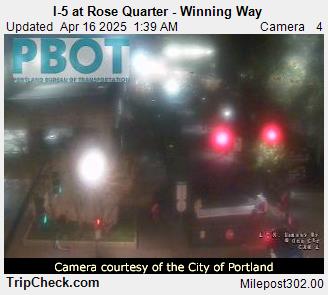 I-5 at Rose Quarter - Winning Way
Updated Apr 16 2025 1:39 AM Camera 4
PBOT
PORTLAND BUREAU OF TRANSPORTATION
Camera courtesy of the City of Portland
TripCheck.com Milepost302.00